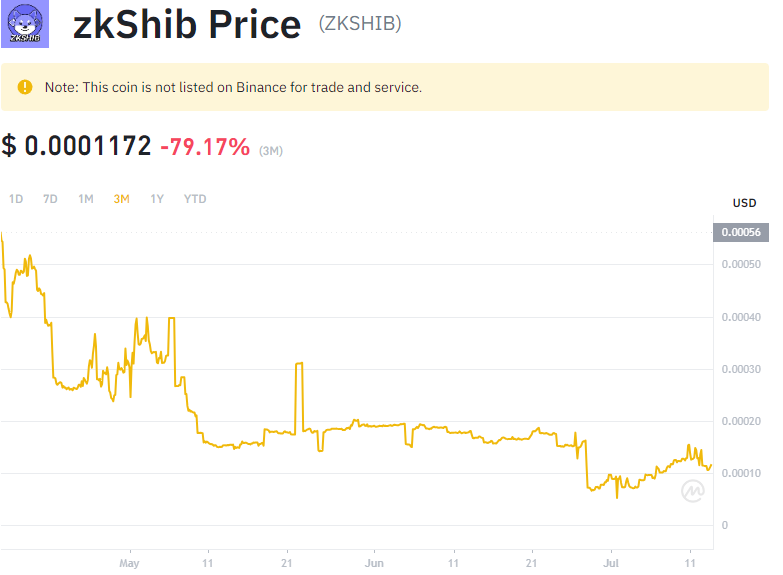 ZKSHIB
zkShib Price (ZKSHIB)
Note: This coin is not listed on Binance for trade and service.
$ 0.0001172 -79.17% (3M)
1D 7D 1M 3M 1Y YTD
USD
0.00056
0.00050
0.00040
0.00030
0.00020
0.00010
0
May 11 21 Jun 11 21 Jul 11